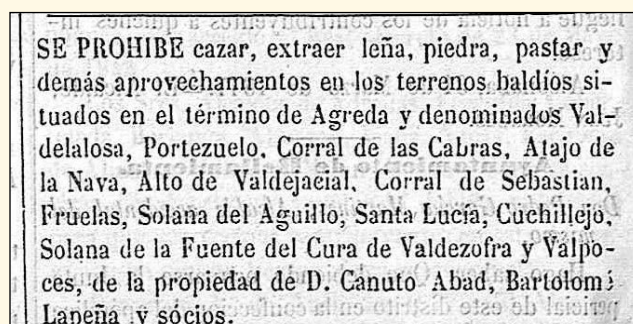 SE PROHIBE cazar, extraer leña, piedra, pastar y
demás aprovechamientos en los terrenos baldíos si-
tuados en el término de Agreda y denominados Val-
delalosa, Portezuelo, Corral de las Cabras, Atajo de
la Nava, Alto de Valdejacial, Corral de Sebastian,
Fruelas, Solana del Aguillo, Santa Lucía, Cuchillejo,
Solana de la Fuente del Cura de Valdezofra y Valpo-
ces, de la propiedad de D. Canuto Abad, Bartolomé
Lapeña y sócios.